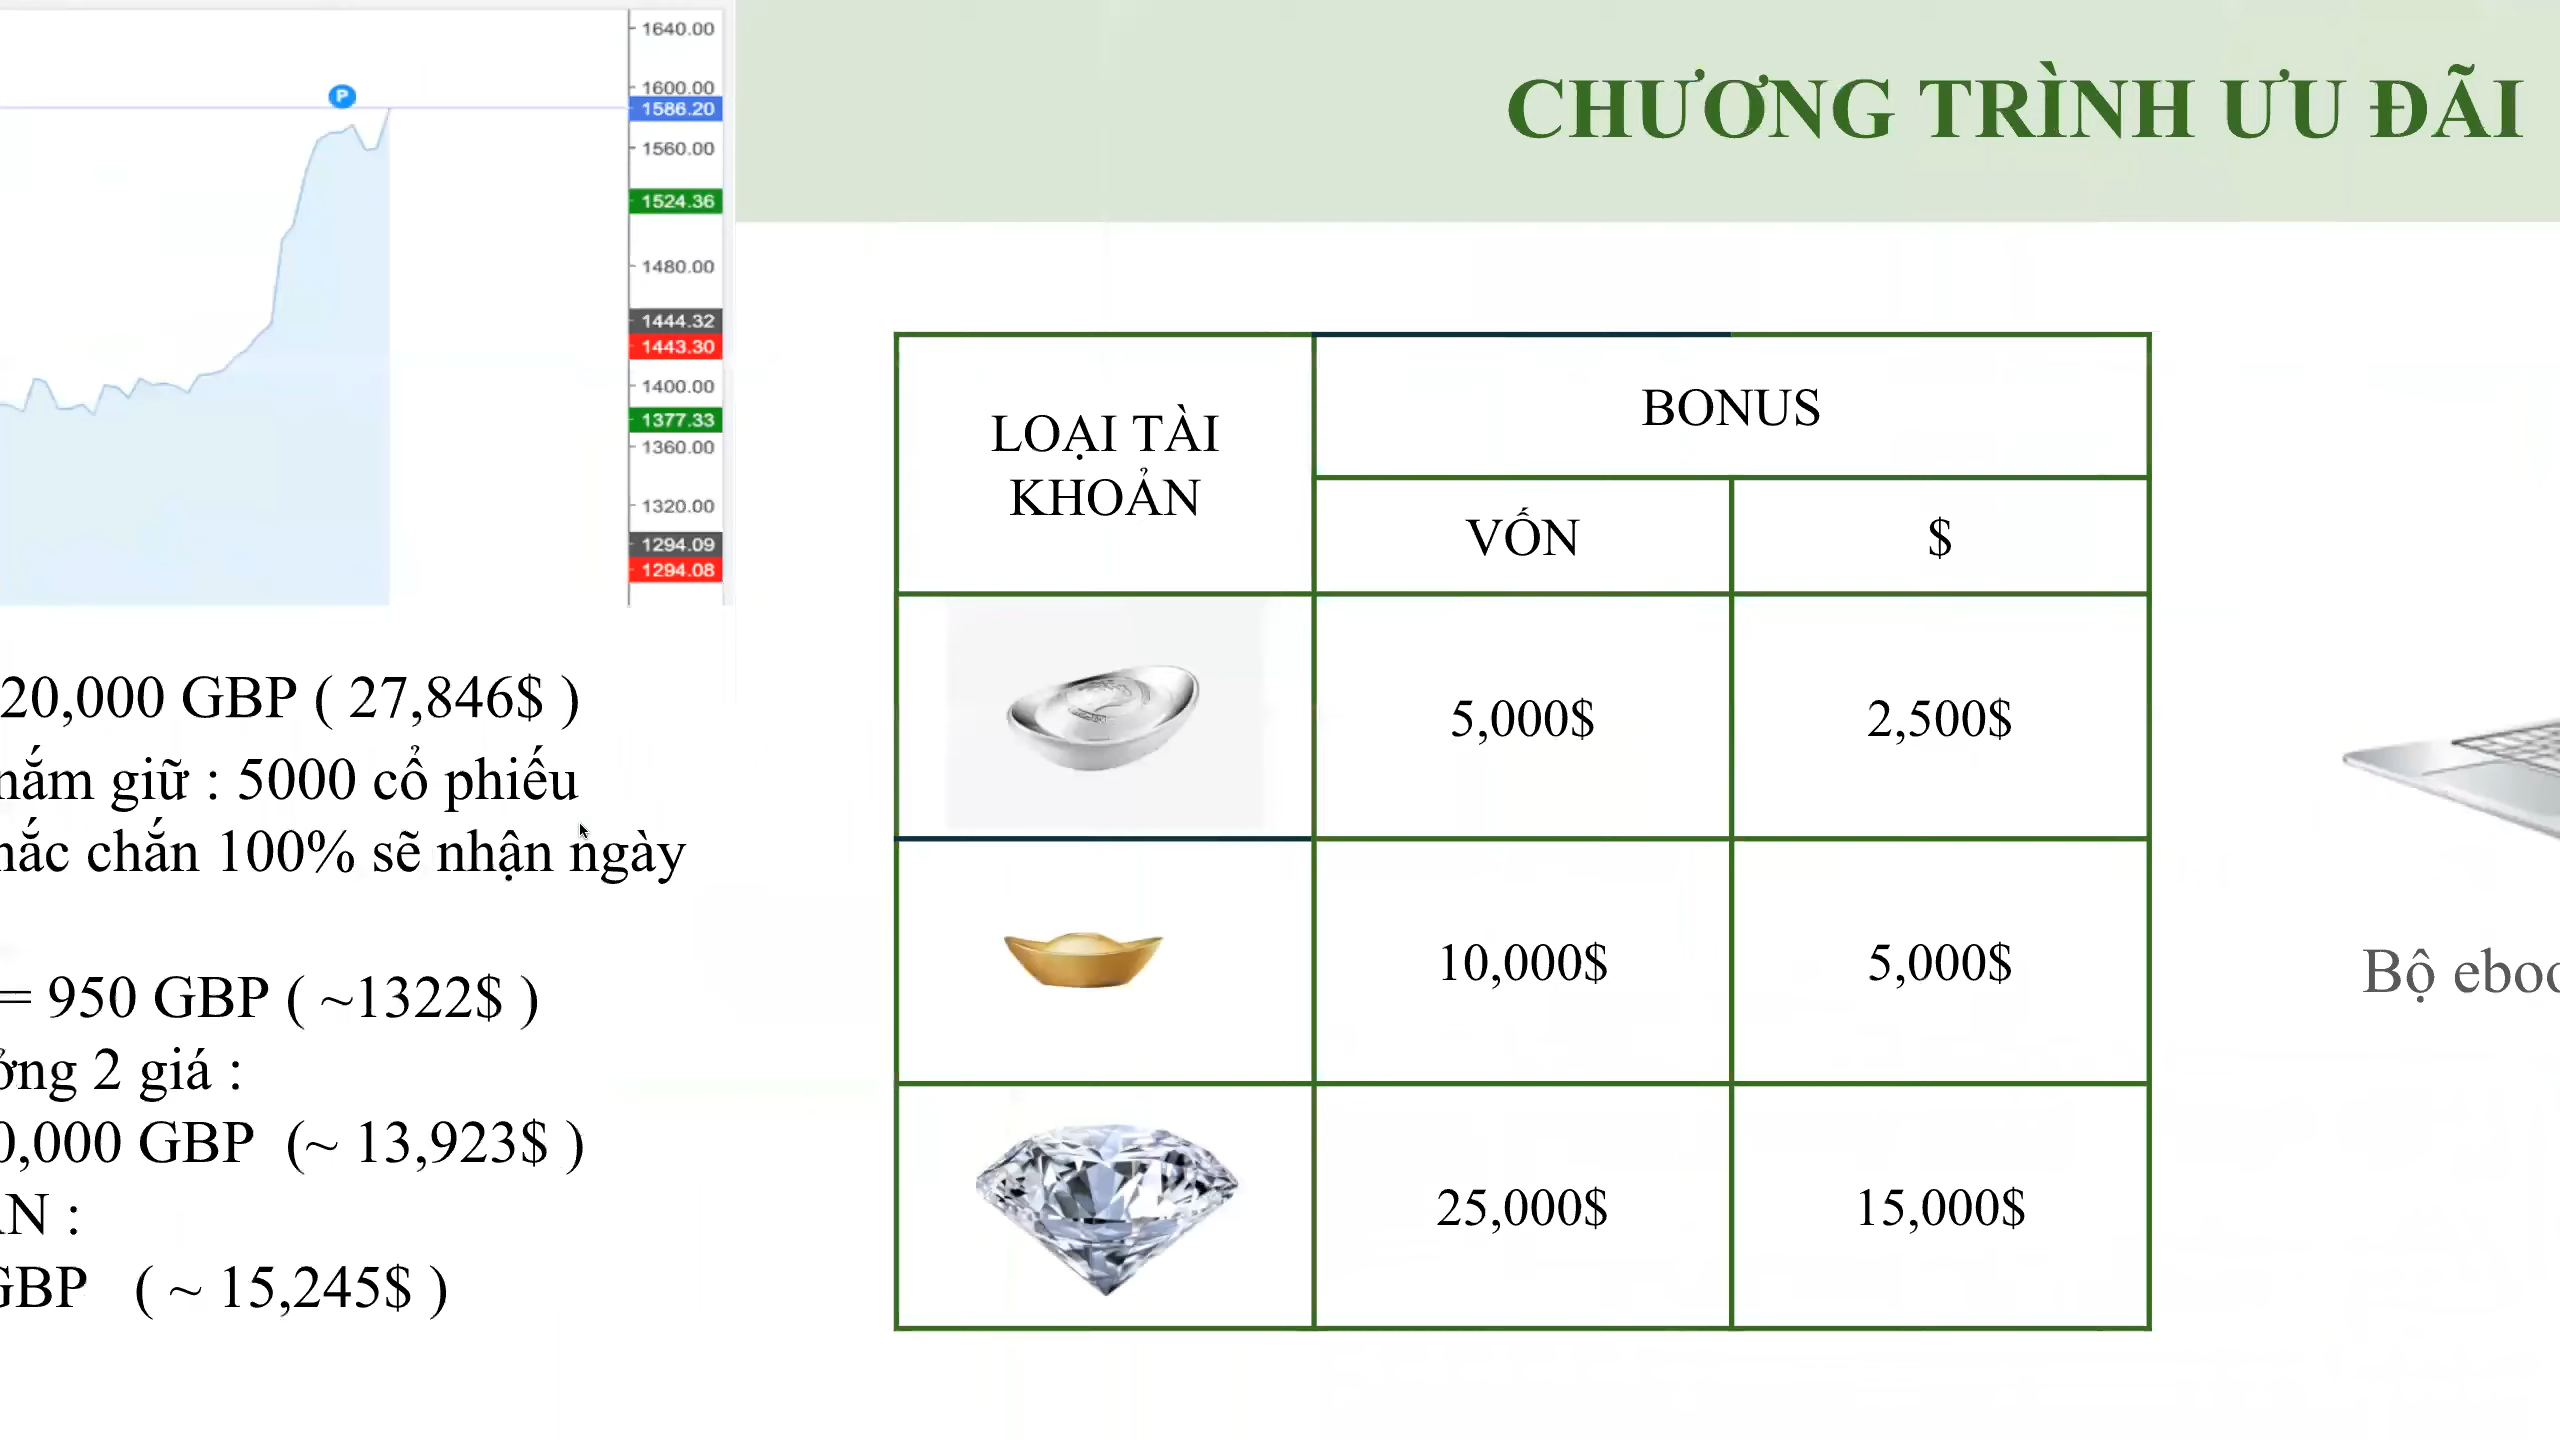 1640.00
P
1600.00
1586.20
1560.00
1524.36
1480.00
1444.32
1443.30
1400.00
1377.33
1360.00
1320.00
1294.09
1294.08
20,000 GBP ( 27,846$ )
nắm giữ : 5000 cổ phiếu
chắn 100% sẽ nhận ngày
= 950 GBP ( ~1322$ )
2 giá :
0,000 GBP (~ 13,923$ )
N :
GBP ( ~ 15,245$ )
CHƯƠNG TRÌNH ƯU ĐÃI
LOẠI TÀI
KHOẢN
BONUS
VỐN
$
5,000$
2,500$
10,000$
5,000$
25,000$
15,000$
Bộ